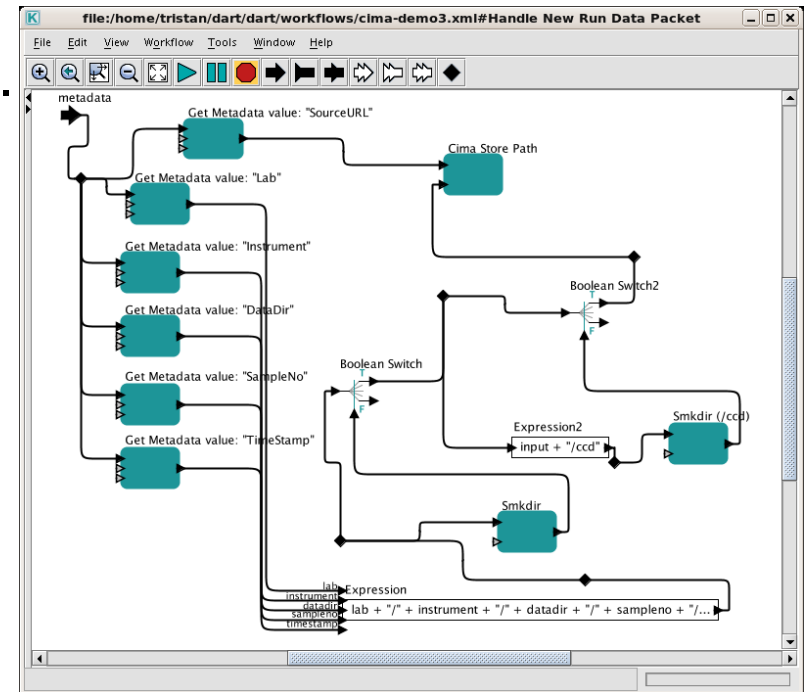 file:/home/tristan/dart/dart/workflows/cima-demo3.xml#Handle New Run Data Packet
File Edit View Workflow Tools Window Help
metadata
Get Metadata value: "SourceURL"
Cima Store Path
Get Metadata value: "Lab"
Get Metadata value: "Instrument"
Boolean Switch2
T
F
Get Metadata value: "DataDir"
Boolean Switch
T
F
Get Metadata value: "SampleNo"
Smkdir (/ccd)
Expression2
input + "/ccd"
Get Metadata value: "TimeStamp"
Smkdir
lab
Expression
instrument
datadir
lab + "/" + instrument + "/" + datadir + "/" + sampleno + "/...
sampleno
timestamp